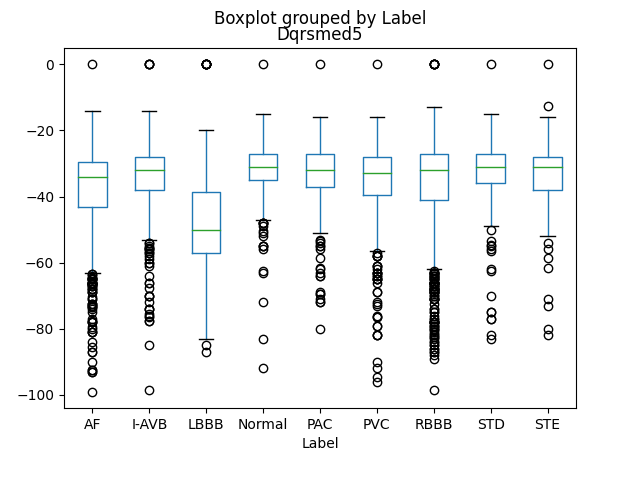 Boxplot grouped by Label
Dqrsmed5
0
−20
−40
−60
−80
−100
AF I-AVB LBBB Normal PAC PVC RBBB STD STE
Label